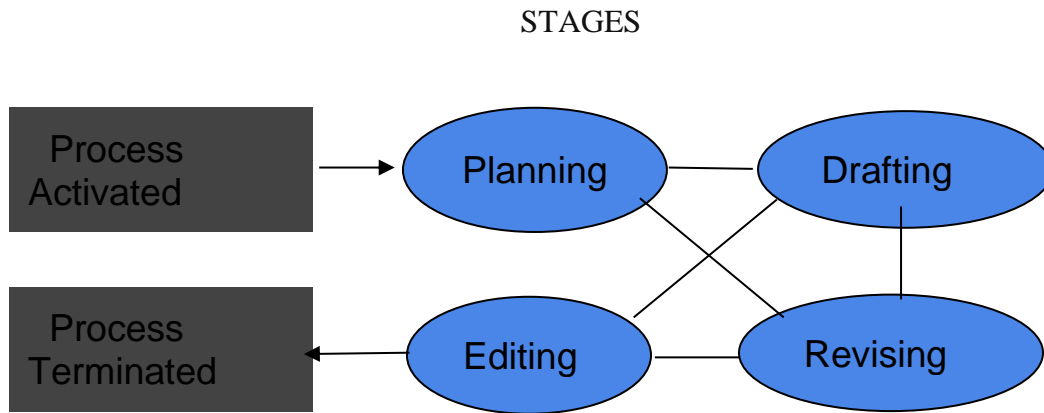 STAGES
Process
Activated
Planning
Drafting
Process
Terminated
Editing
Revising